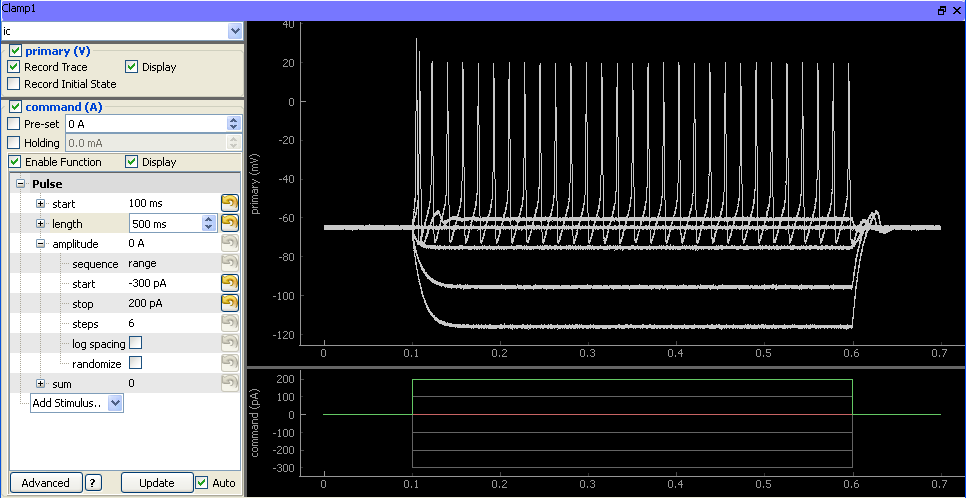 Clamp1
ic
primary (V)
Record Trace Display
Record Initial State
command (A)
Pre-set 0 A
Holding 0.0 mA
Enable Function Display
Pulse
start 100 ms
length 500 ms
amplitude 0 A
sequence range
start -300 pA
stop 200 pA
steps 6
log spacing
randomize
sum 0
Add Stimulus..
Advanced ? Update Auto
primary (mV)
40
20
0
-20
-40
-60
-80
-100
-120
0 0.1 0.2 0.3 0.4 0.5 0.6 0.7
command (pA)
200
100
0
-100
-200
-300
0 0.1 0.2 0.3 0.4 0.5 0.6 0.7